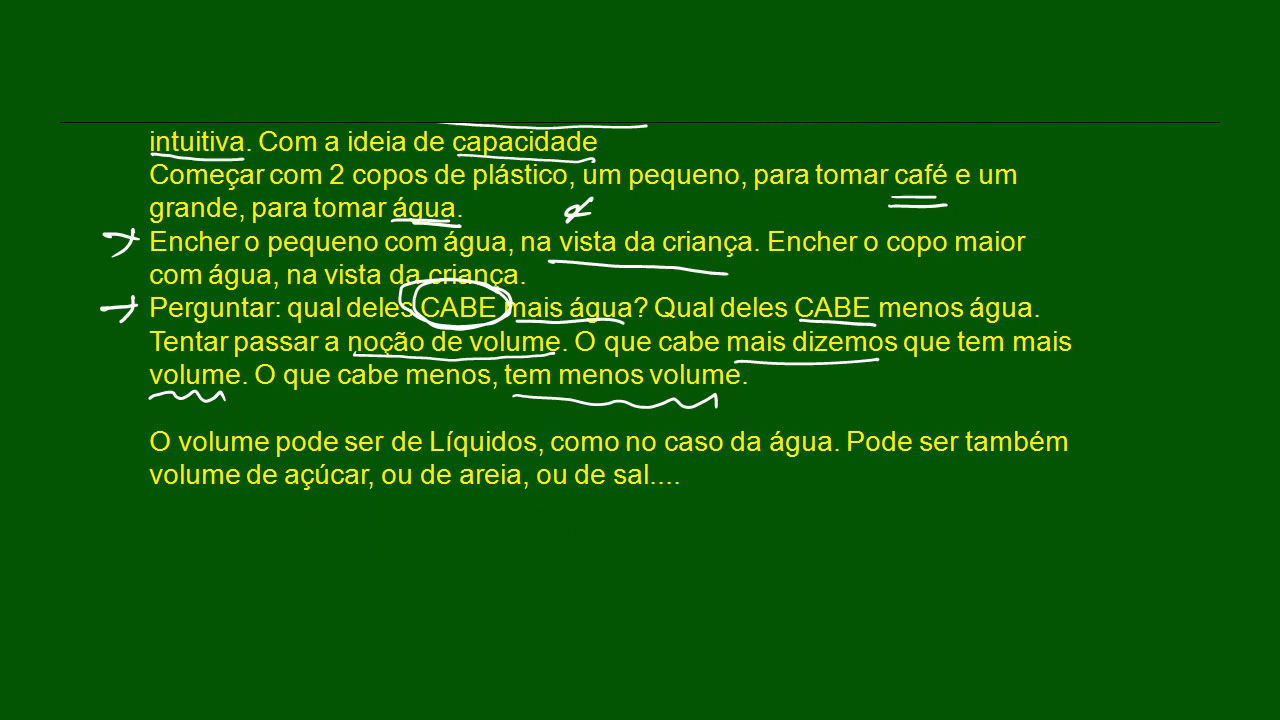 intuitiva. Com a ideia de capacidade
Começar com 2 copos de plástico, um pequeno, para tomar café e um
grande, para tomar água.
Encher o pequeno com água, na vista da criança. Encher o copo maior
com água, na vista da criança.
Perguntar: qual deles CABE mais água? Qual deles CABE menos água.
Tentar passar a noção de volume. O que cabe mais dizemos que tem mais
volume. O que cabe menos, tem menos volume.
O volume pode ser de Líquidos, como no caso da água. Pode ser também
volume de açúcar, ou de areia, ou de sal....